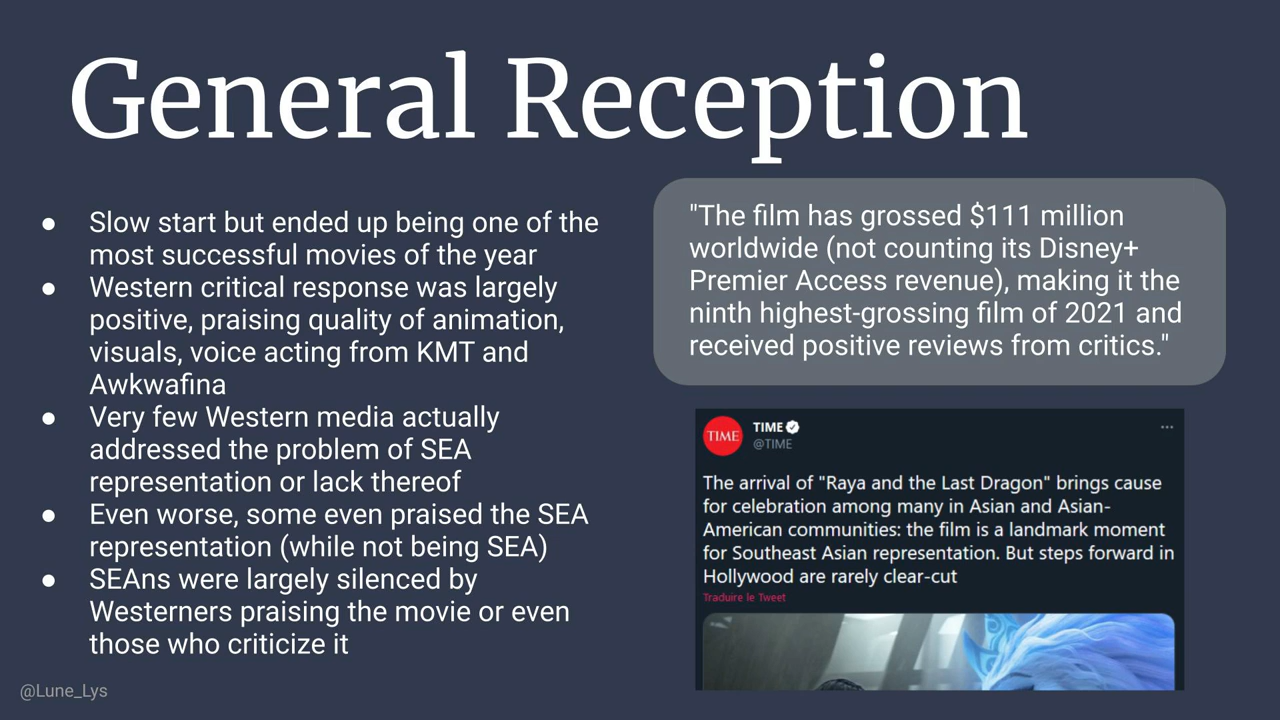 General Reception
● Slow start but ended up being one of the
most successful movies of the year
● Western critical response was largely
positive, praising quality of animation,
visuals, voice acting from KMT and
Awkwafina
● Very few Western media actually
addressed the problem of SEA
representation or lack thereof
● Even worse, some even praised the SEA
representation (while not being SEA)
● SEAns were largely silenced by
Westerners praising the movie or even
those who criticize it
"The film has grossed $111 million
worldwide (not counting its Disney+
Premier Access revenue), making it the
ninth highest-grossing film of 2021 and
received positive reviews from critics."
TIME
TIME
@TIME
The arrival of "Raya and the Last Dragon" brings cause
for celebration among many in Asian and Asian-
American communities: the film is a landmark moment
for Southeast Asian representation. But steps forward in
Hollywood are rarely clear-cut
Traduire le Tweet
@Lune_Lys